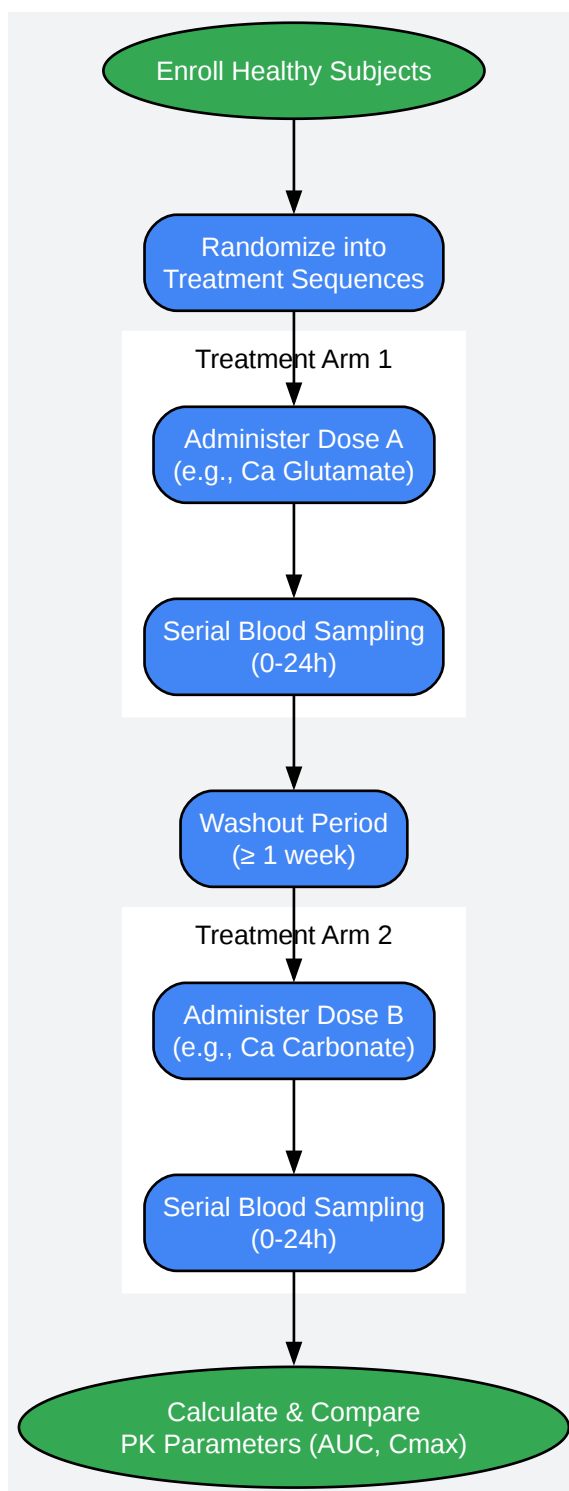 Enroll Healthy Subjects
Randomize into
Treatment Sequences
Treatment Arm 1
Administer Dose A
(e.g., Ca Glutamate)
Serial Blood Sampling
(0-24h)
Washout Period
(≥ 1 week)
Treatment Arm 2
Administer Dose B
(e.g., Ca Carbonate)
Serial Blood Sampling
(0-24h)
Calculate & Compare
PK Parameters (AUC, Cmax)